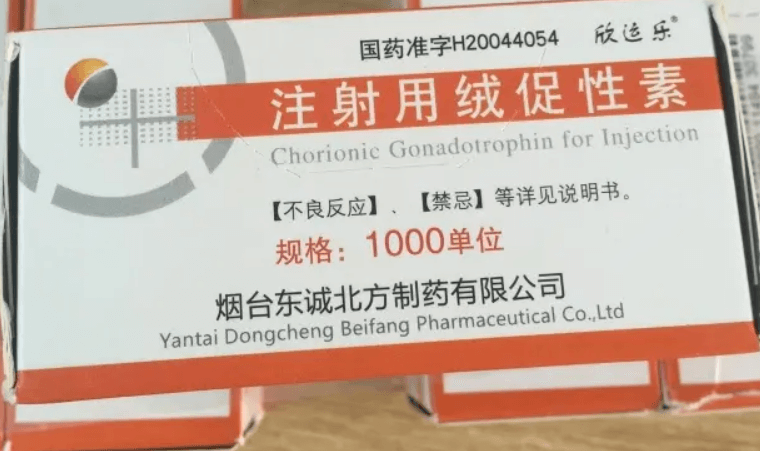 国药准字H20044054 欣运乐®
注射用绒促性素
Chorionic Gonadotrophin for Injection
【不良反应】、【禁忌】等详见说明书。
规格：1000单位
烟台东诚北方制药有限公司
Yantai Dongcheng Beifang Pharmaceutical Co.,Ltd